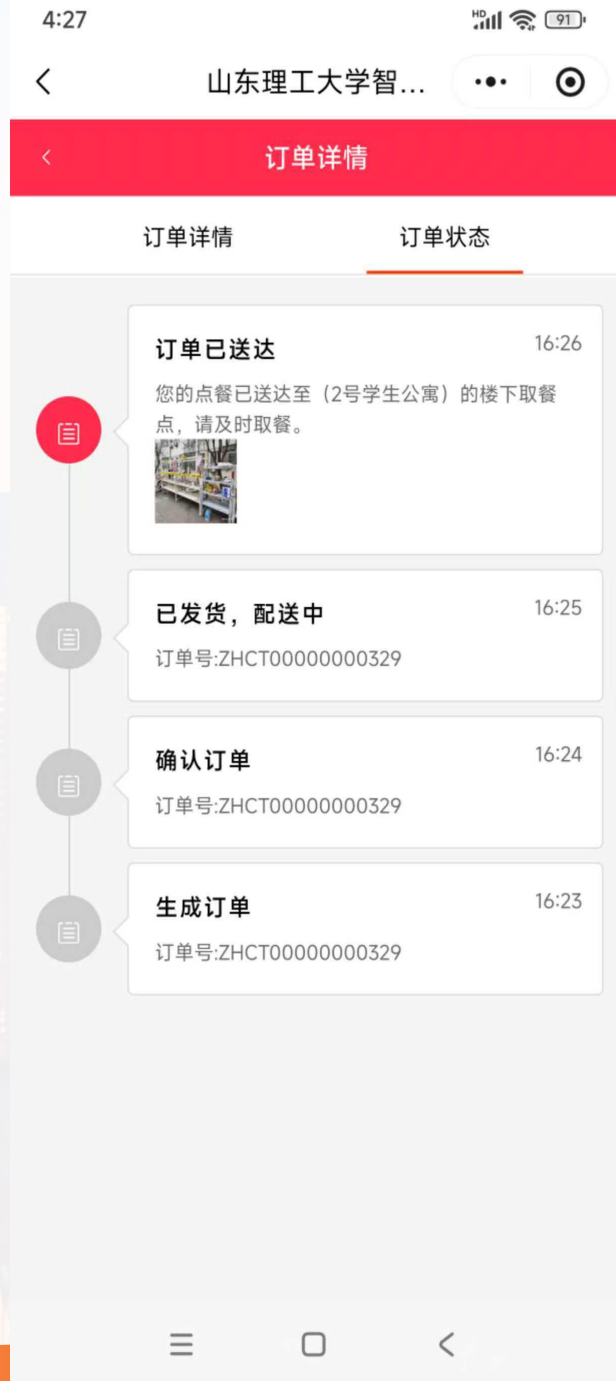 4:27
HD
91
山东理工大学智...
订单详情
订单详情
订单状态
订单已送达
16:26
您的点餐已送达至（2号学生公寓）的楼下取餐
点，请及时取餐。
已发货，配送中
16:25
订单号:ZHCT00000000329
确认订单
16:24
订单号:ZHCT00000000329
生成订单
16:23
订单号:ZHCT00000000329